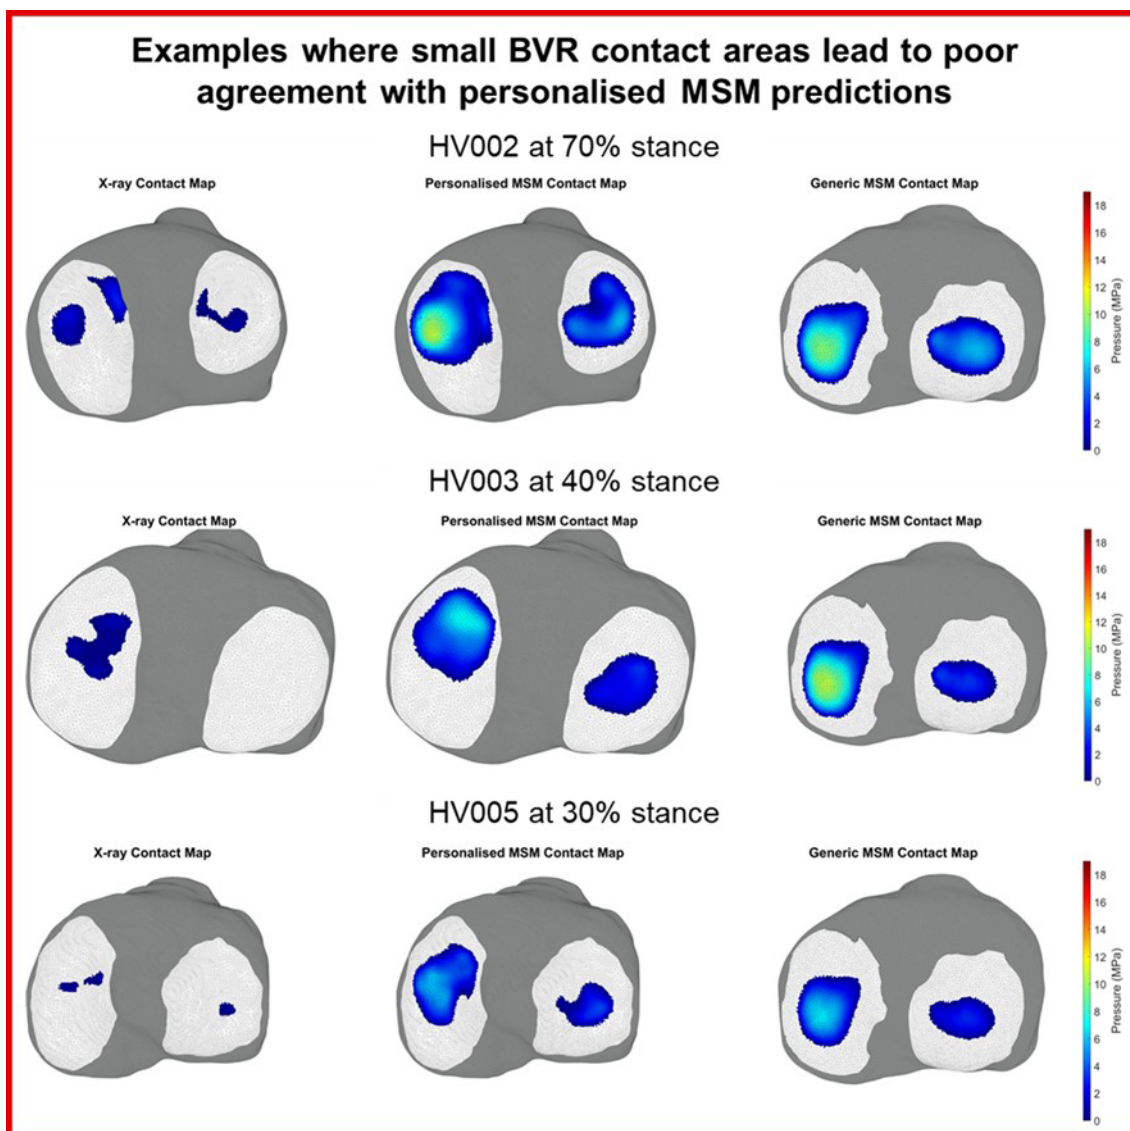 Examples where small BVR contact areas lead to poor
agreement with personalised MSM predictions
HV002 at 70% stance
X-ray Contact Map
Personalised MSM Contact Map
Generic MSM Contact Map
18
16
14
12
10
8
6
4
2
0
Pressure (MPa)
HV003 at 40% stance
X-ray Contact Map
Personalised MSM Contact Map
Generic MSM Contact Map
18
16
14
12
10
8
6
4
2
0
Pressure (MPa)
HV005 at 30% stance
X-ray Contact Map
Personalised MSM Contact Map
Generic MSM Contact Map
18
16
14
12
10
8
6
4
2
0
Pressure (MPa)